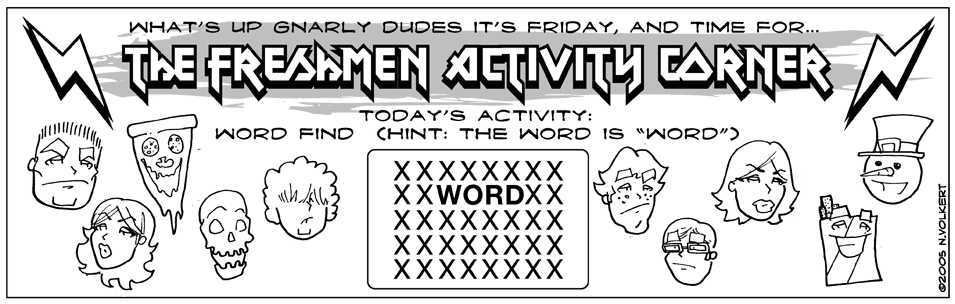 WHAT'S UP GNARLY DUDES IT'S FRIDAY, AND TIME FOR...
THE FRESHMEN ACTIVITY CORNER
TODAY'S ACTIVITY:
WORD FIND (HINT: THE WORD IS "WORD")
XXXXXXXX
XXWORDXX
XXXXXXXX
XXXXXXXX
XXXXXXXX
©2005 N.VOLKERT